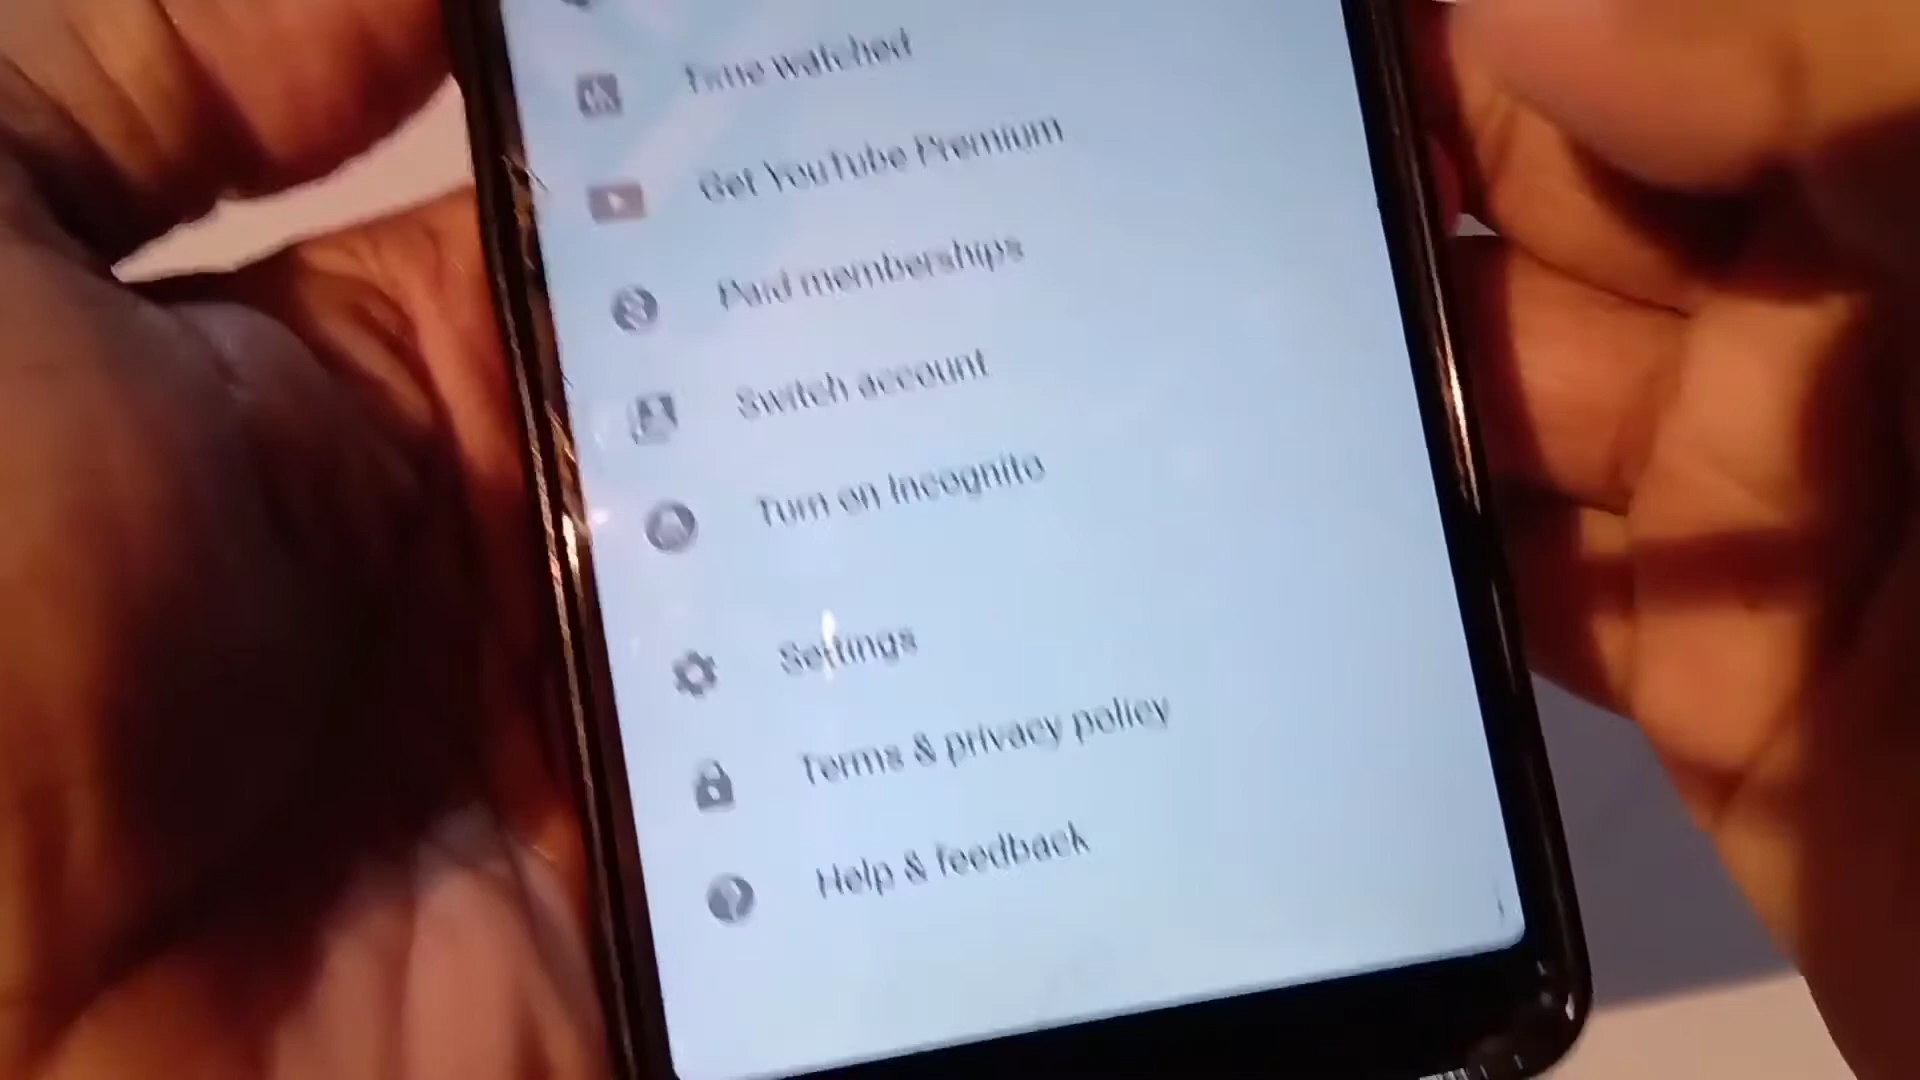 Time watched
Get YouTube Premium
Paid memberships
Switch account
Turn on Incognito
Settings
Terms & privacy policy
Help & feedback